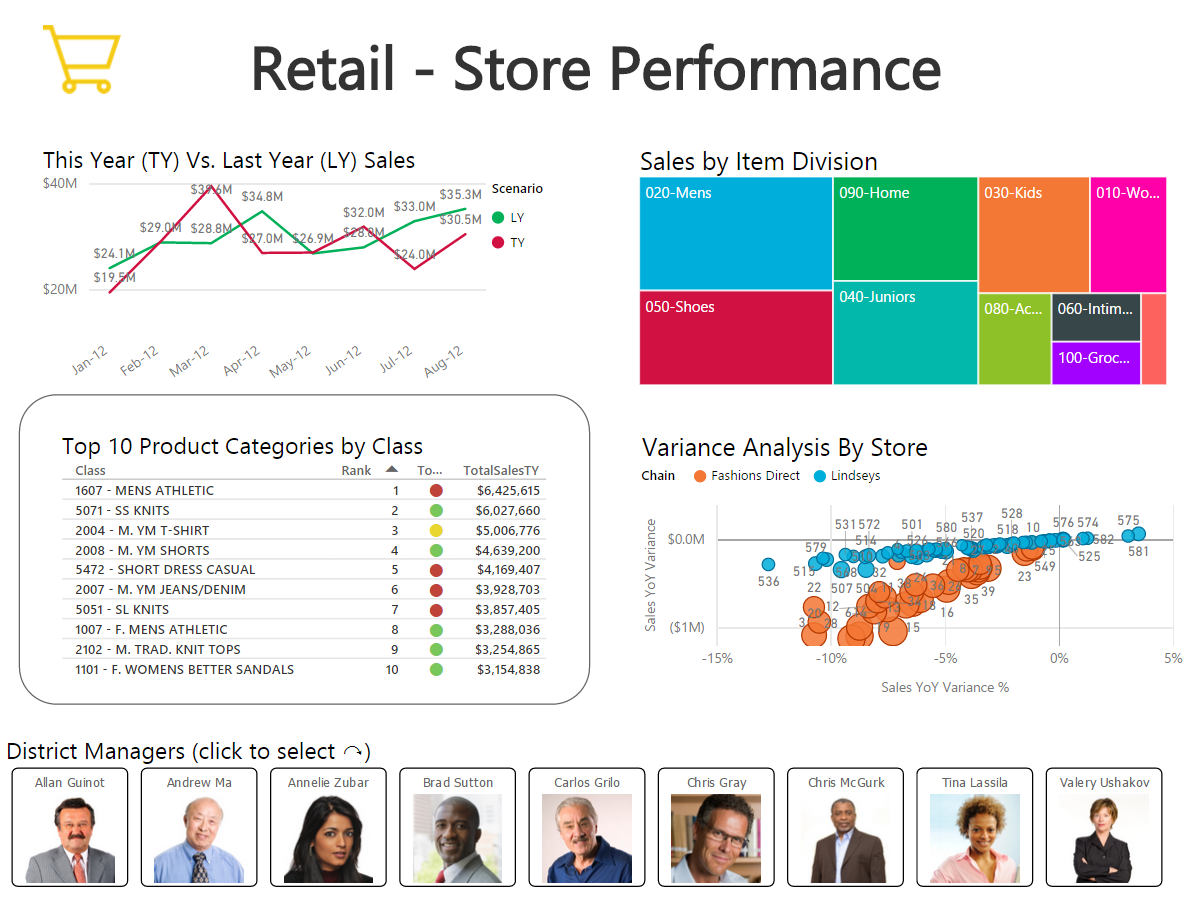 Retail - Store Performance
This Year (TY) Vs. Last Year (LY) Sales
$40M
$20M
$24.1M
$19.5M
$29.0M
$28.8M
$39.6M
$34.8M
$27.0M
$26.9M
$32.0M
$28.0M
$33.0M
$24.0M
$35.3M
$30.5M
Jan-12
Feb-12
Mar-12
Apr-12
May-12
Jun-12
Jul-12
Aug-12
Scenario
LY
TY
Sales by Item Division
020-Mens
050-Shoes
090-Home
040-Juniors
030-Kids
010-Wo...
080-Ac...
060-Intim...
100-Groc...
Top 10 Product Categories by Class
Class Rank To... TotalSalesTY
1607 - MENS ATHLETIC 1 $6,425,615
5071 - SS KNITS 2 $6,027,660
2004 - M. YM T-SHIRT 3 $5,006,776
2008 - M. YM SHORTS 4 $4,639,200
5472 - SHORT DRESS CASUAL 5 $4,169,407
2007 - M. YM JEANS/DENIM 6 $3,928,703
5051 - SL KNITS 7 $3,857,405
1007 - F. MENS ATHLETIC 8 $3,288,036
2102 - M. TRAD. KNIT TOPS 9 $3,254,865
1101 - F. WOMENS BETTER SANDALS 10 $3,154,838
Variance Analysis By Store
Chain Fashions Direct Lindseys
Sales YoY Variance
$0.0M
($1M)
528
537
531 572 501 580 518 10 576 574 575
520
514
579
582
581
525
549
515
536
32
23
22 507
39
35
16
12
20
28
15
9
-15% -10% -5% 0% 5%
Sales YoY Variance %
District Managers (click to select )
Allan Guinot
Andrew Ma
Annelie Zubar
Brad Sutton
Carlos Grilo
Chris Gray
Chris McGurk
Tina Lassila
Valery Ushakov